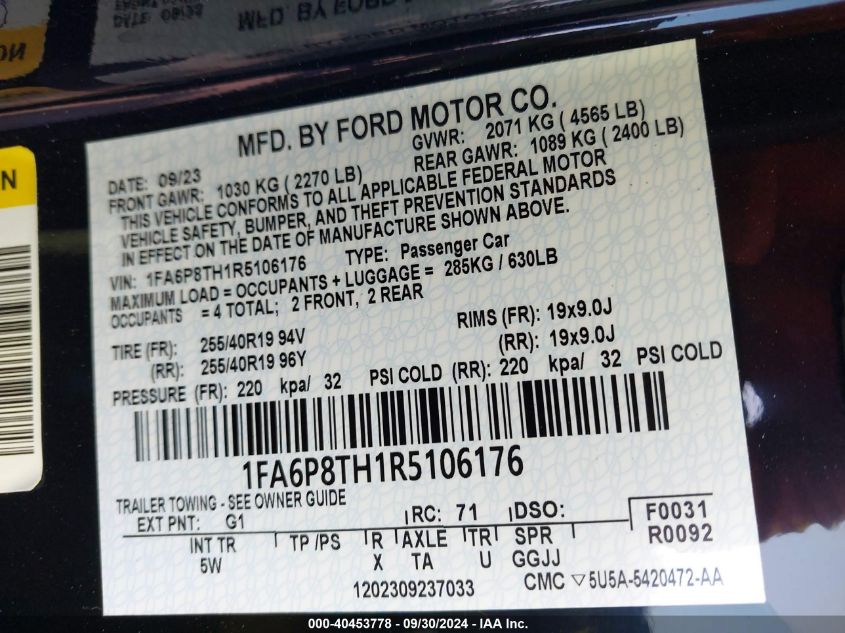 MFD. BY FORD MOTOR CO.
DATE: 09/23
GVWR: 2071 KG ( 4565 LB)
FRONT GAWR: 1030 KG ( 2270 LB)
REAR GAWR: 1089 KG ( 2400 LB)
THIS VEHICLE CONFORMS TO ALL APPLICABLE FEDERAL MOTOR
VEHICLE SAFETY, BUMPER, AND THEFT PREVENTION STANDARDS
IN EFFECT ON THE DATE OF MANUFACTURE SHOWN ABOVE.
VIN: 1FA6P8TH1R5106176 TYPE: Passenger Car
MAXIMUM LOAD = OCCUPANTS + LUGGAGE = 285KG / 630LB
OCCUPANTS = 4 TOTAL; 2 FRONT, 2 REAR
TIRE (FR): 255/40R19 94V RIMS (FR): 19x9.0J
(RR): 255/40R19 96Y (RR): 19x9.0J
PRESSURE (FR): 220 kpa/ 32 PSI COLD (RR): 220 kpa/ 32 PSI COLD
1FA6P8TH1R5106176
TRAILER TOWING - SEE OWNER GUIDE
EXT PNT: G1 RC: 71 DSO: F0031
R0092
INT TR TP/PS R AXLE TR SPR
5W X TA U GGJJ
1202309237033 CMC ▽5U5A-5420472-AA
N
000-40453778 - 09/30/2024 - IAA Inc.